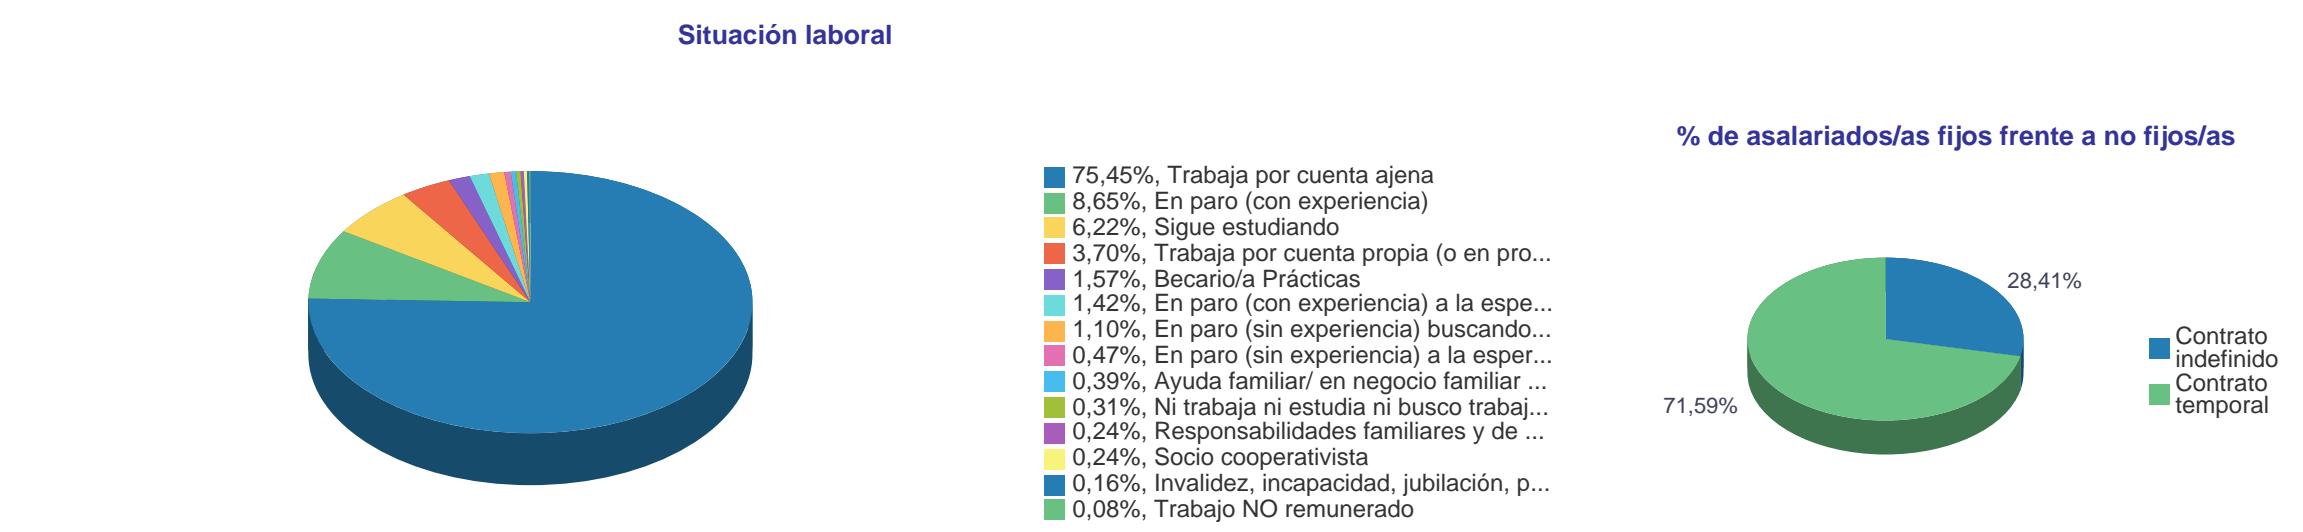 Situación laboral
75,45%, Trabaja por cuenta ajena
8,65%, En paro (con experiencia)
6,22%, Sigue estudiando
3,70%, Trabaja por cuenta propia (o en pro...
1,57%, Becario/a Prácticas
1,42%, En paro (con experiencia) a la espe...
1,10%, En paro (sin experiencia) buscando...
0,47%, En paro (sin experiencia) a la esper...
0,39%, Ayuda familiar/ en negocio familiar ...
0,31%, Ni trabaja ni estudia ni busco trabaj...
0,24%, Responsabilidades familiares y de ...
0,24%, Socio cooperativista
0,16%, Invalidez, incapacidad, jubilación, p...
0,08%, Trabajo NO remunerado
% de asalariados/as fijos frente a no fijos/as
28,41%
71,59%
Contrato
indefinido
Contrato
temporal